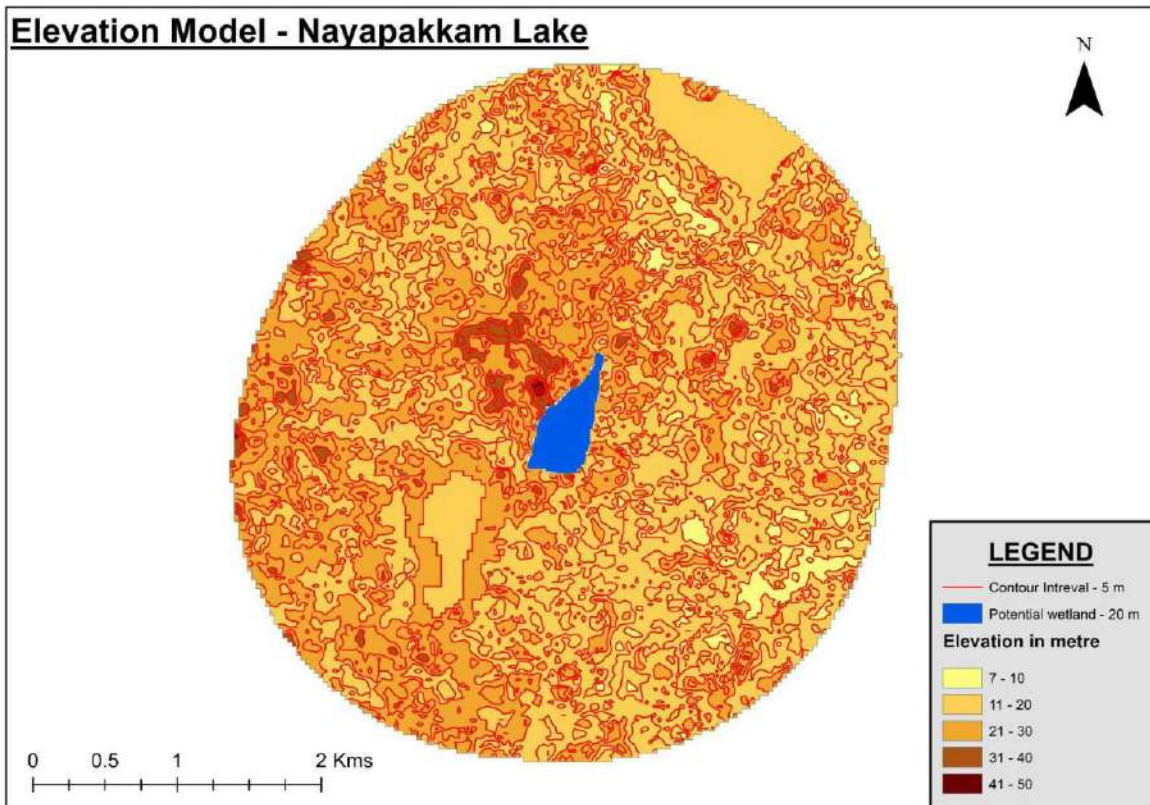 Elevation Model - Nayapakkam Lake
N
LEGEND
Contour Intreval - 5 m
Potential wetland - 20 m
Elevation in metre
7 - 10
11 - 20
21 - 30
31 - 40
41 - 50
0 0.5 1 2 Kms